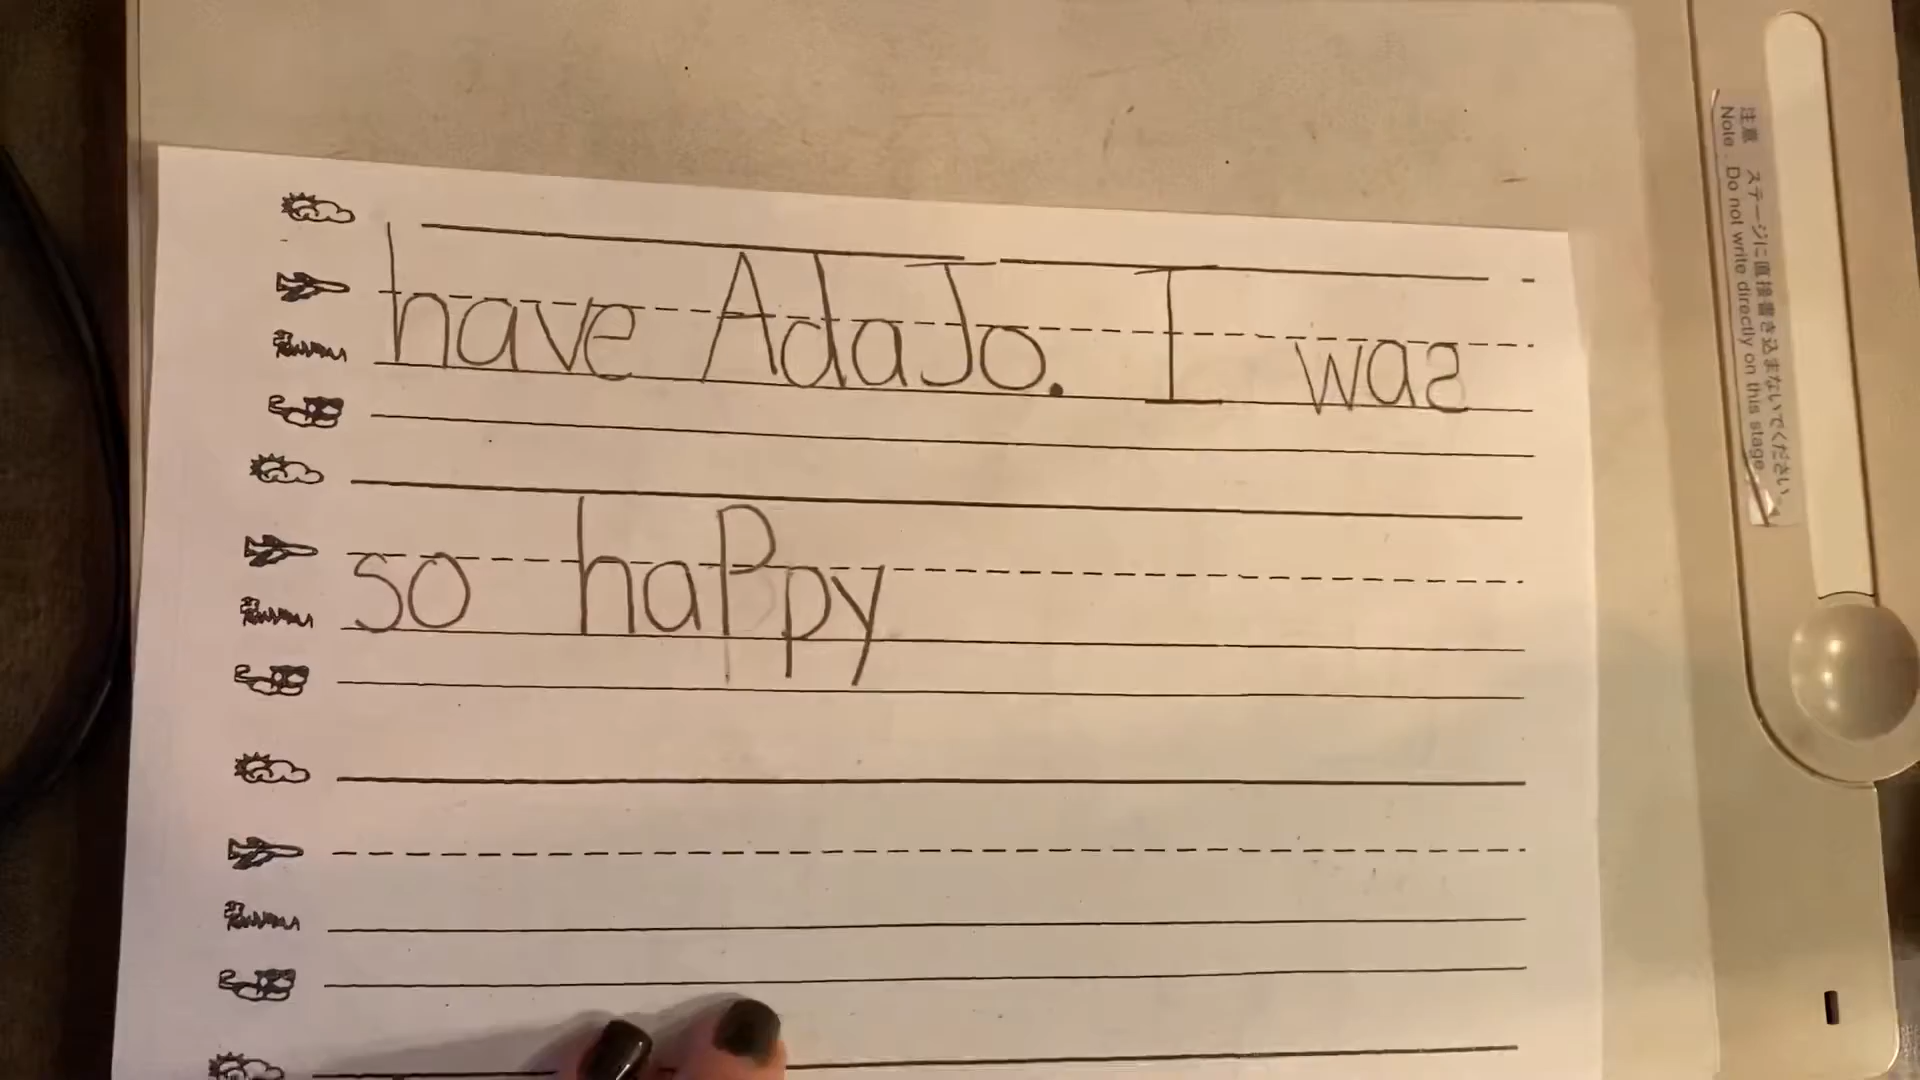 have AdaJo. I was
so haPpy
注意 ステージに直接書き込まないでください。
Note. Do not write directly on this stage.